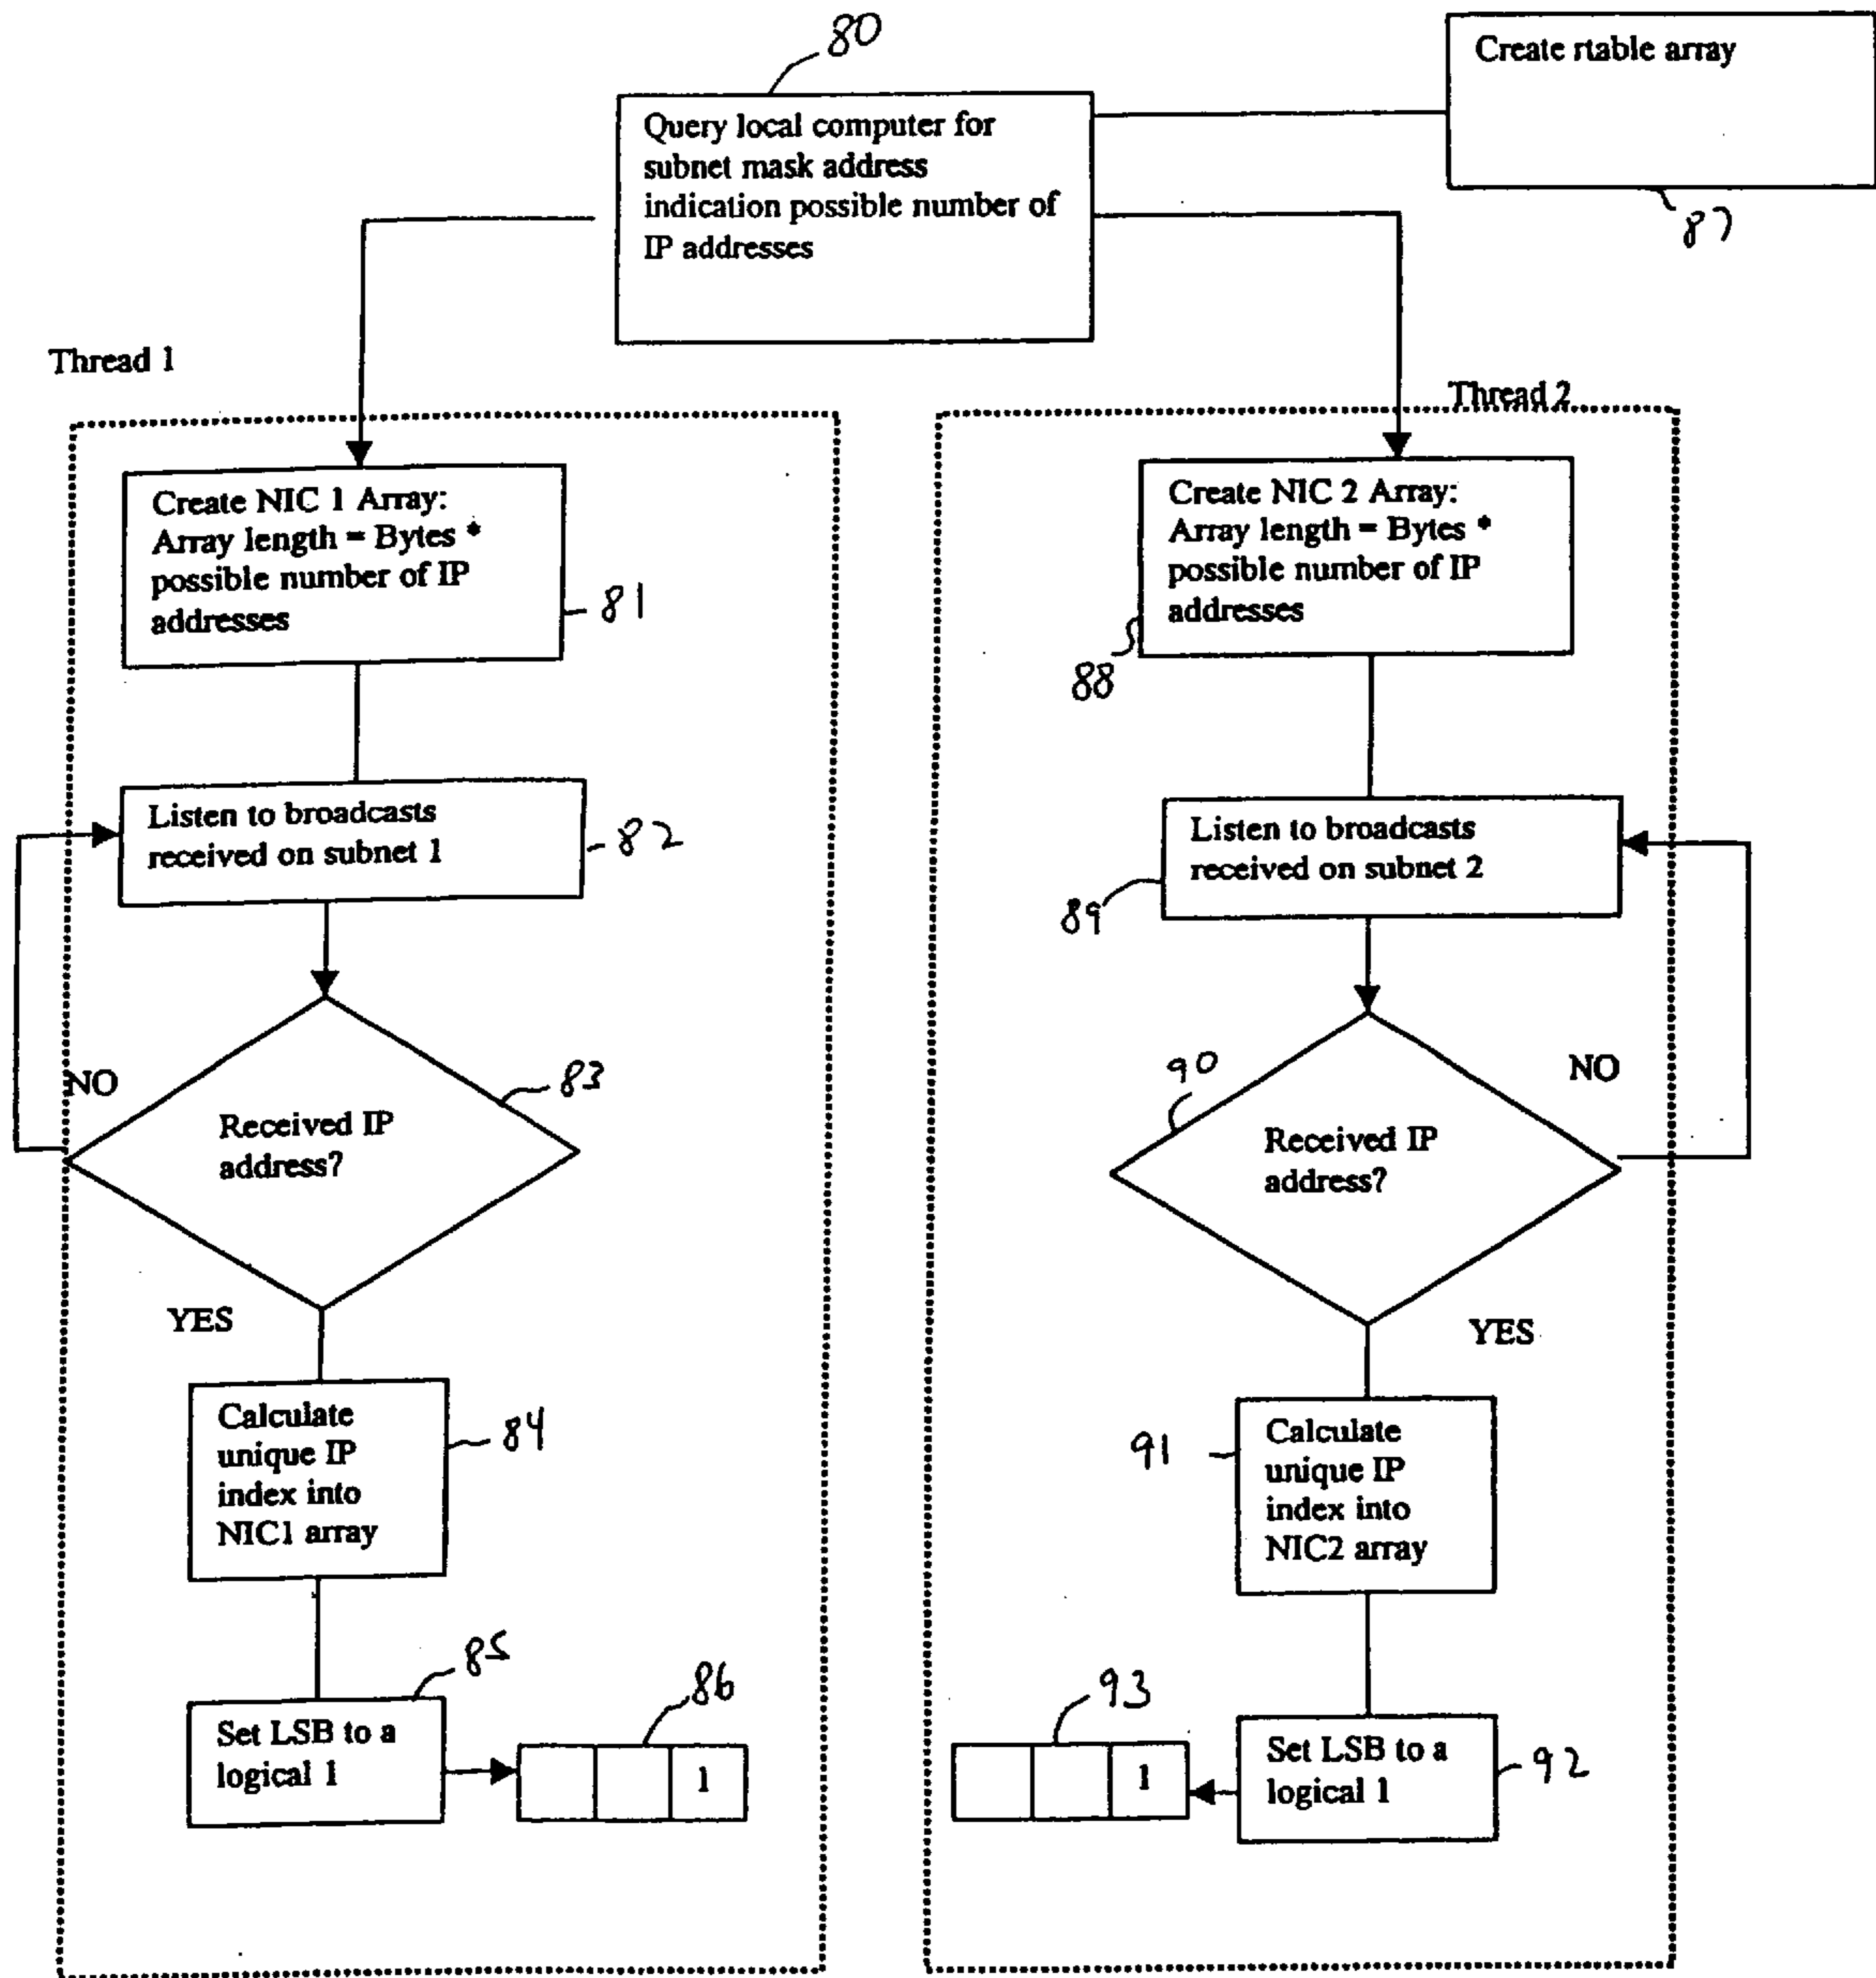 80
Create rtable array
Query local computer for
subnet mask address
indication possible number of
IP addresses
87
Thread 1
Thread 2
Create NIC 1 Array:
Array length = Bytes *
possible number of IP
addresses
81
Create NIC 2 Array:
Array length = Bytes *
possible number of IP
addresses
88
Listen to broadcasts
received on subnet 1
82
Listen to broadcasts
received on subnet 2
89
NO
83
Received IP
address?
YES
90
NO
Received IP
address?
YES
Calculate
unique IP
index into
NIC1 array
84
91
Calculate
unique IP
index into
NIC2 array
85
Set LSB to a
logical 1
86
1
93
1
Set LSB to a
logical 1
92